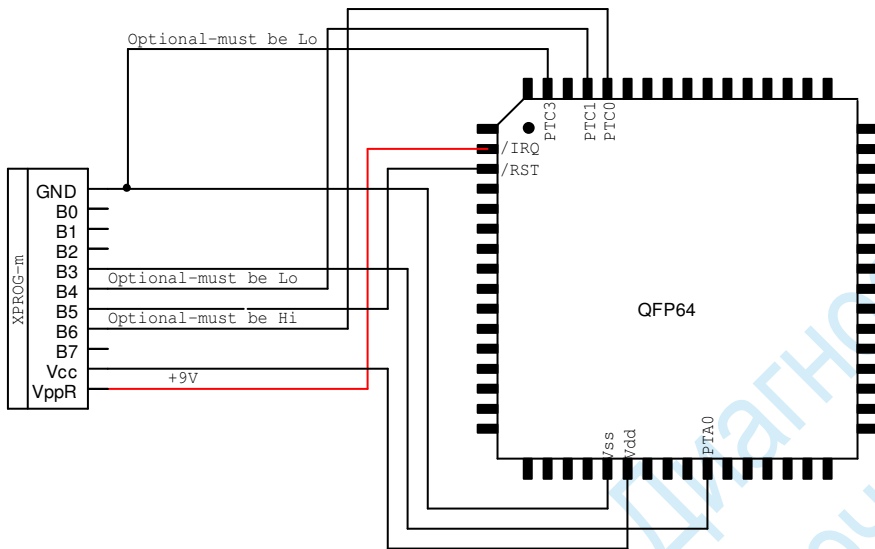 Optional-must be Lo
PTC3
PTC1
PTC0
/IRQ
/RST
XPROG-m
GND
B0
B1
B2
B3
Optional-must be Lo
B4
B5
Optional-must be Hi
B6
B7
Vcc
+9V
VppR
QFP64
Vss
Vdd
PTA0